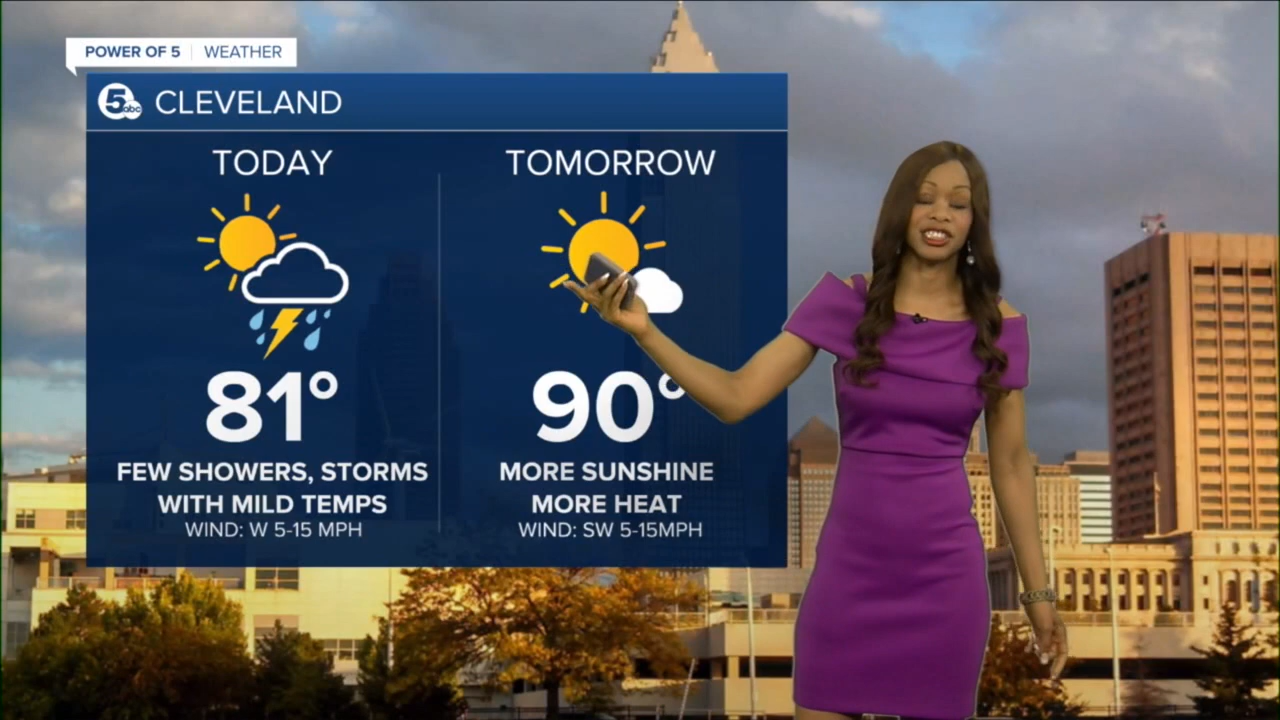 POWER OF 5 | WEATHER
5abc CLEVELAND
TODAY
81°
FEW SHOWERS, STORMS
WITH MILD TEMPS
WIND: W 5-15 MPH
TOMORROW
90°
MORE SUNSHINE
MORE HEAT
WIND: SW 5-15MPH